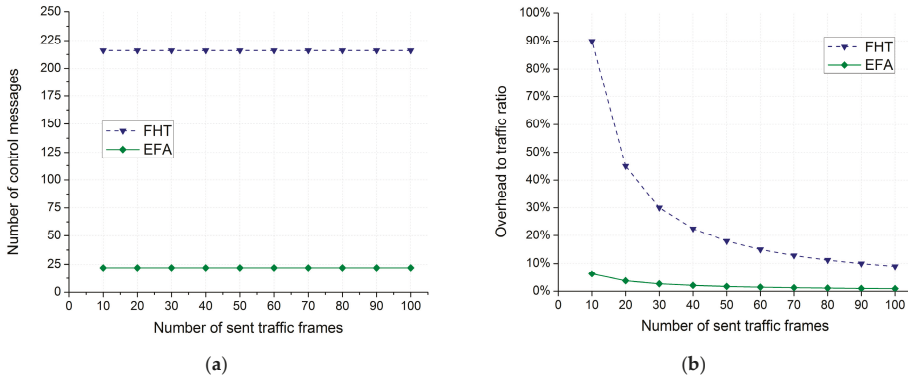 250
225
200
175
150
125
100
75
50
25
0
Number of control messages
FHT
EFA
0 10 20 30 40 50 60 70 80 90 100
Number of sent traffic frames
(a)
100%
90%
80%
70%
60%
50%
40%
30%
20%
10%
0%
Overhead to traffic ratio
FHT
EFA
0 10 20 30 40 50 60 70 80 90 100
Number of sent traffic frames
(b)